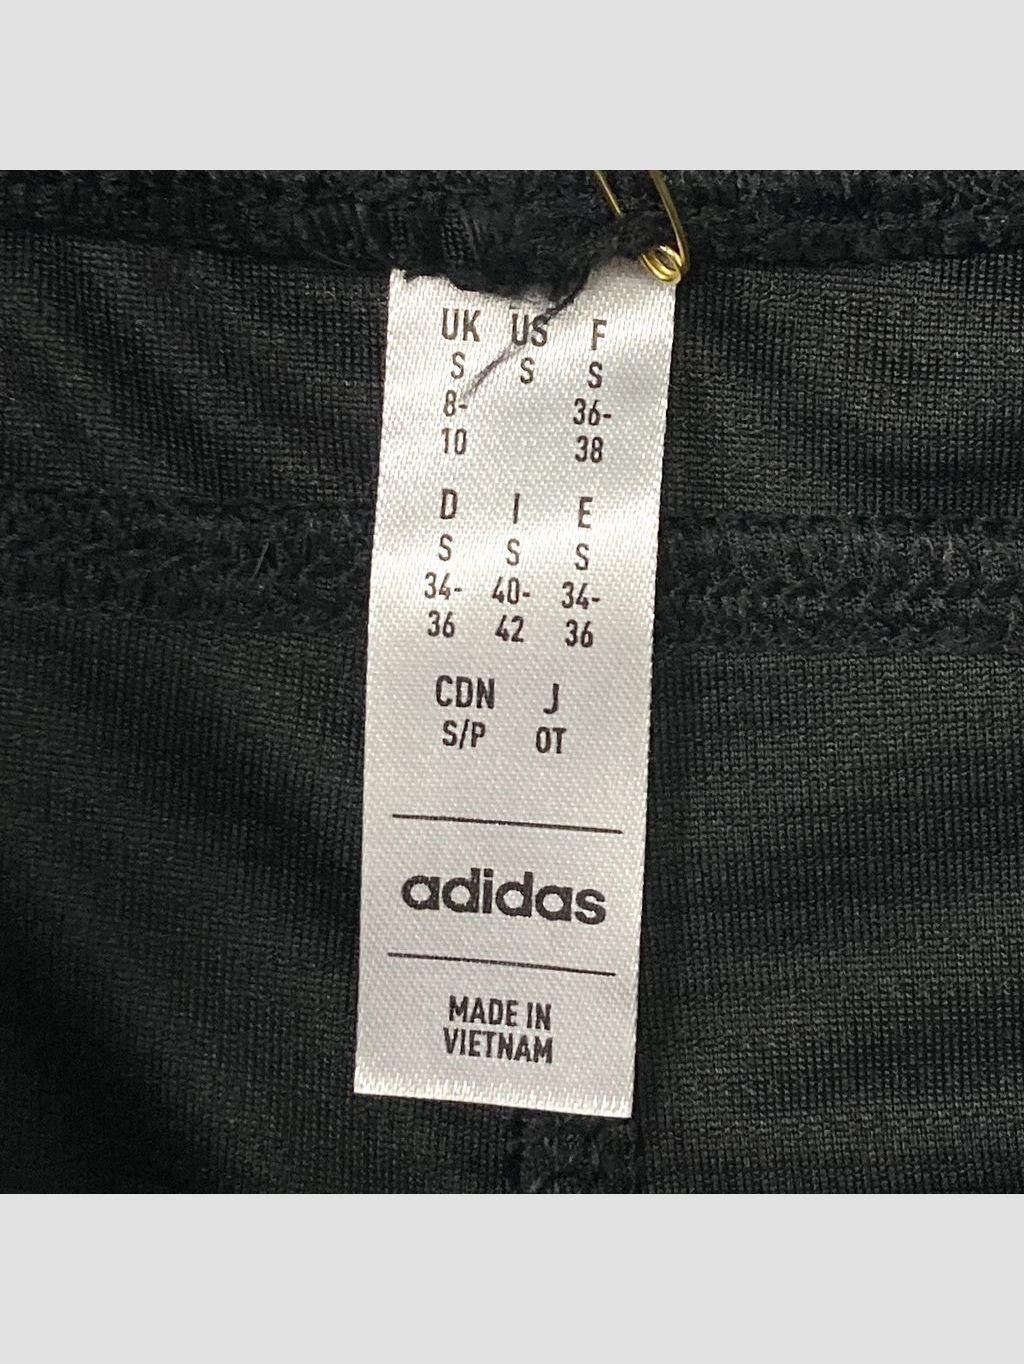 UK US F
S S S
8- 36-
10 38
D I E
S S S
34- 40- 34-
36 42 36
CDN J
S/P OT
adidas
MADE IN
VIETNAM